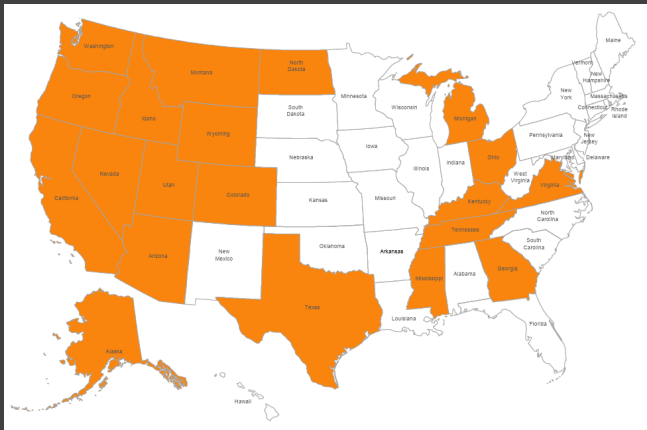 Washington
Oregon
California
Nevada
Idaho
Montana
Wyoming
Utah
Colorado
Arizona
New
Mexico
North
Dakota
South
Dakota
Nebraska
Kansas
Oklahoma
Texas
Minnesota
Iowa
Missouri
Arkansas
Louisiana
Wisconsin
Illinois
Indiana
Michigan
Ohio
Kentucky
Tennessee
Mississippi
Alabama
Georgia
Florida
South
Carolina
North
Carolina
Virginia
West
Virginia
Maryland
Delaware
Pennsylvania
New
Jersey
New
York
Connecticut
Rhode
Island
Massachusetts
New
Hampshire
Vermont
Maine
Alaska
Hawaii